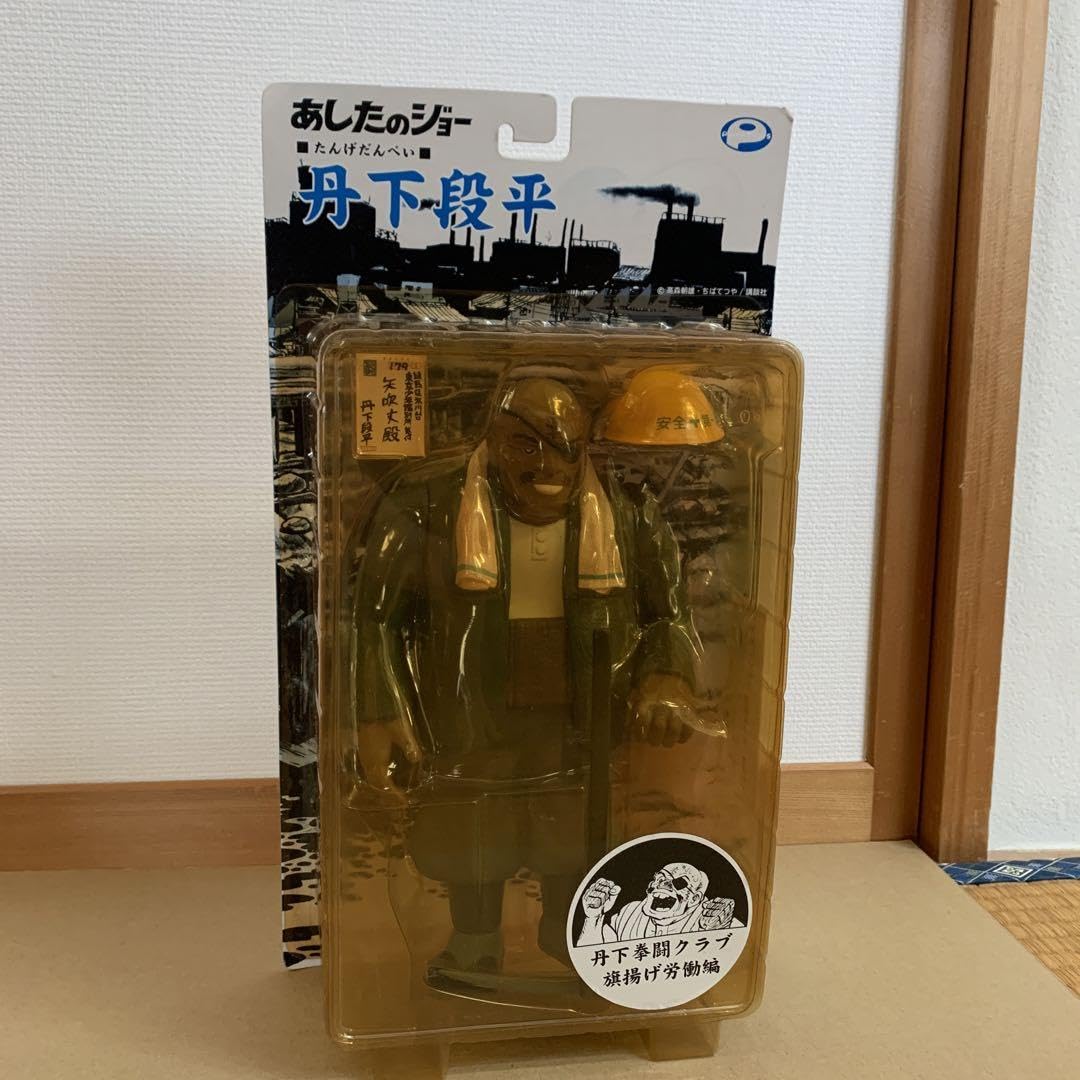 あしたのジョー
■たんげだんぺい■
丹下段平
©高森朝雄・ちばてつや/講談社
179
矢吹丈殿
丹下段平
安全
丹下拳闘クラブ
旗揚げ労働編